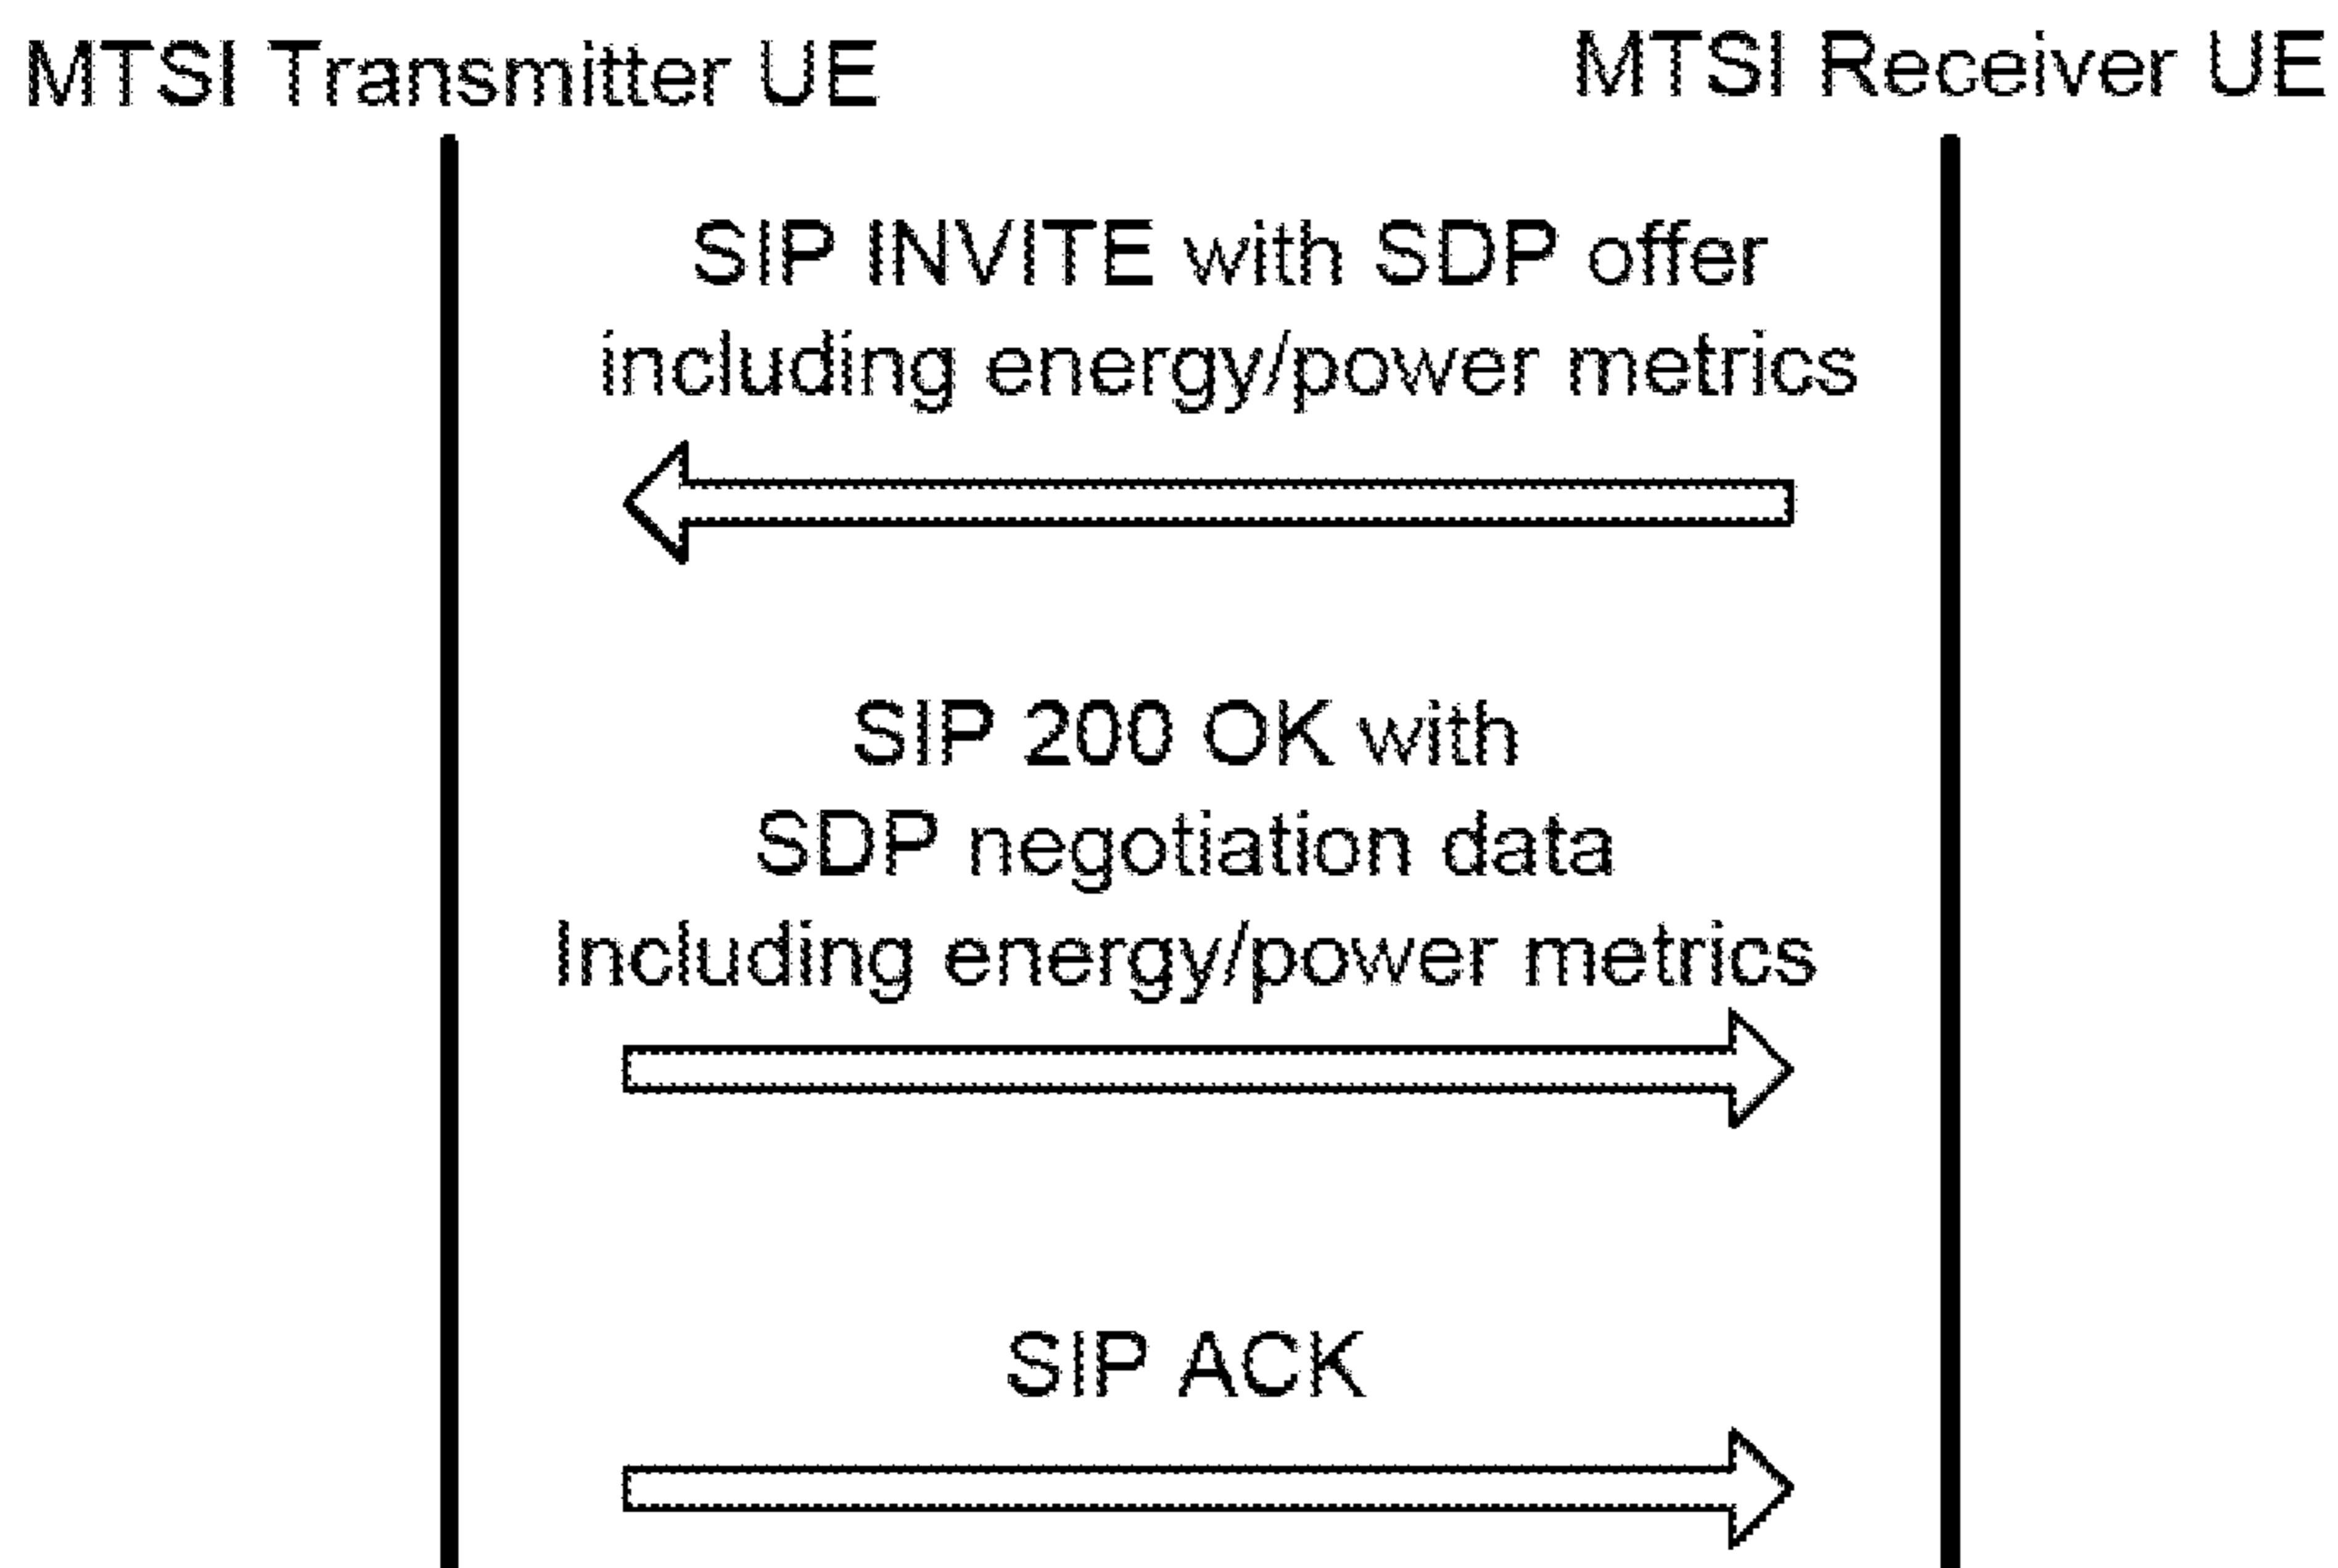 MTSI Transmitter UE
MTSI Receiver UE
SIP INVITE with SDP offer
including energy/power metrics
SIP 200 OK with
SDP negotiation data
Including energy/power metrics
SIP ACK